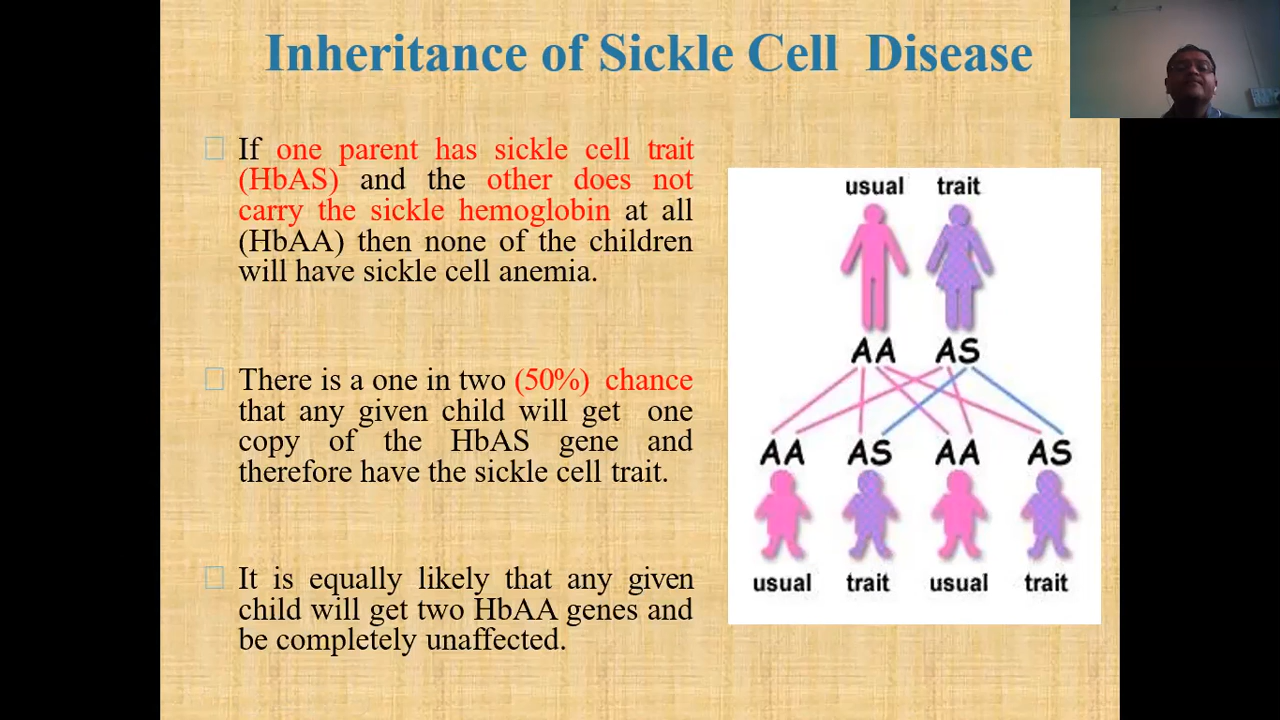 Inheritance of Sickle Cell Disease
If one parent has sickle cell trait
(HbAS) and the other does not
carry the sickle hemoglobin at all
(HbAA) then none of the children
will have sickle cell anemia.
There is a one in two (50%) chance
that any given child will get one
copy of the HbAS gene and
therefore have the sickle cell trait.
It is equally likely that any given
child will get two HbAA genes and
be completely unaffected.
usual trait
AA AS
AA AS AA AS
usual trait usual trait